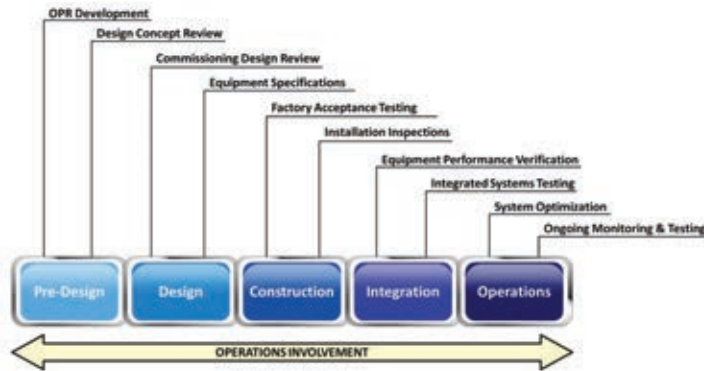 OPR Development
Design Concept Review
Commissioning Design Review
Equipment Specifications
Factory Acceptance Testing
Installation Inspections
Equipment Performance Verification
Integrated Systems Testing
System Optimization
Ongoing Monitoring & Testing
Pre-Design
Design
Construction
Integration
Operations
OPERATIONS INVOLVEMENT